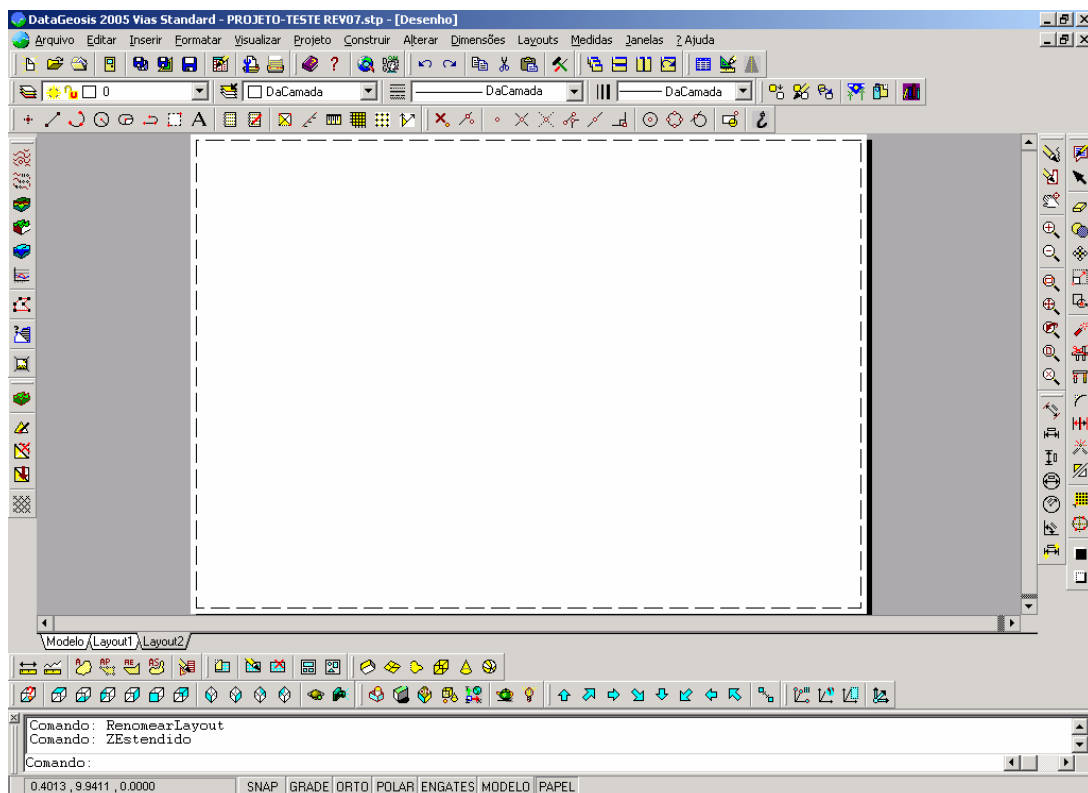 DataGeosis 2005 Vias Standard - PROJETO-TESTE REV07.stp - [Desenho]
Arquivo Editar Inserir Formatar Visualizar Projeto Construir Alterar Dimensões Layouts Medidas Janelas ? Ajuda
0 DaCamada DaCamada DaCamada
Modelo Layout1 Layout2
Comando: RenomearLayout
Comando: ZEstendido
Comando:
0.4013 , 9.9411 , 0.0000 SNAP GRADE ORTO POLAR ENGATES MODELO PAPEL